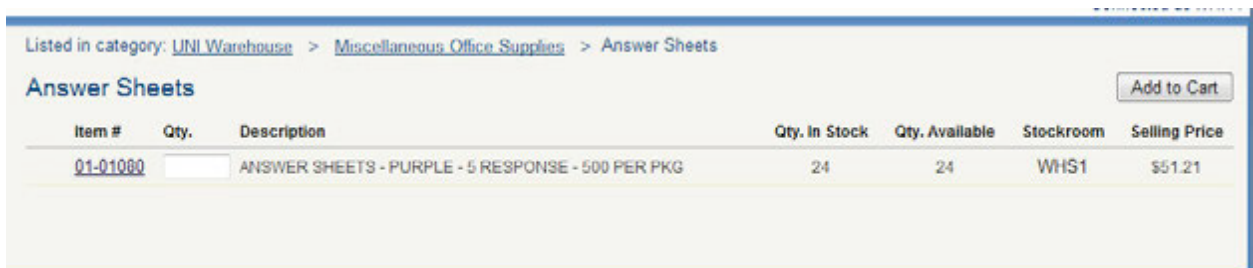 Listed in category: UNI Warehouse > Miscellaneous Office Supplies > Answer Sheets
Answer Sheets
Add to Cart
Item # Qty. Description Qty. In Stock Qty. Available Stockroom Selling Price
01-01080 ANSWER SHEETS - PURPLE - 5 RESPONSE - 500 PER PKG 24 24 WHS1 $51.21